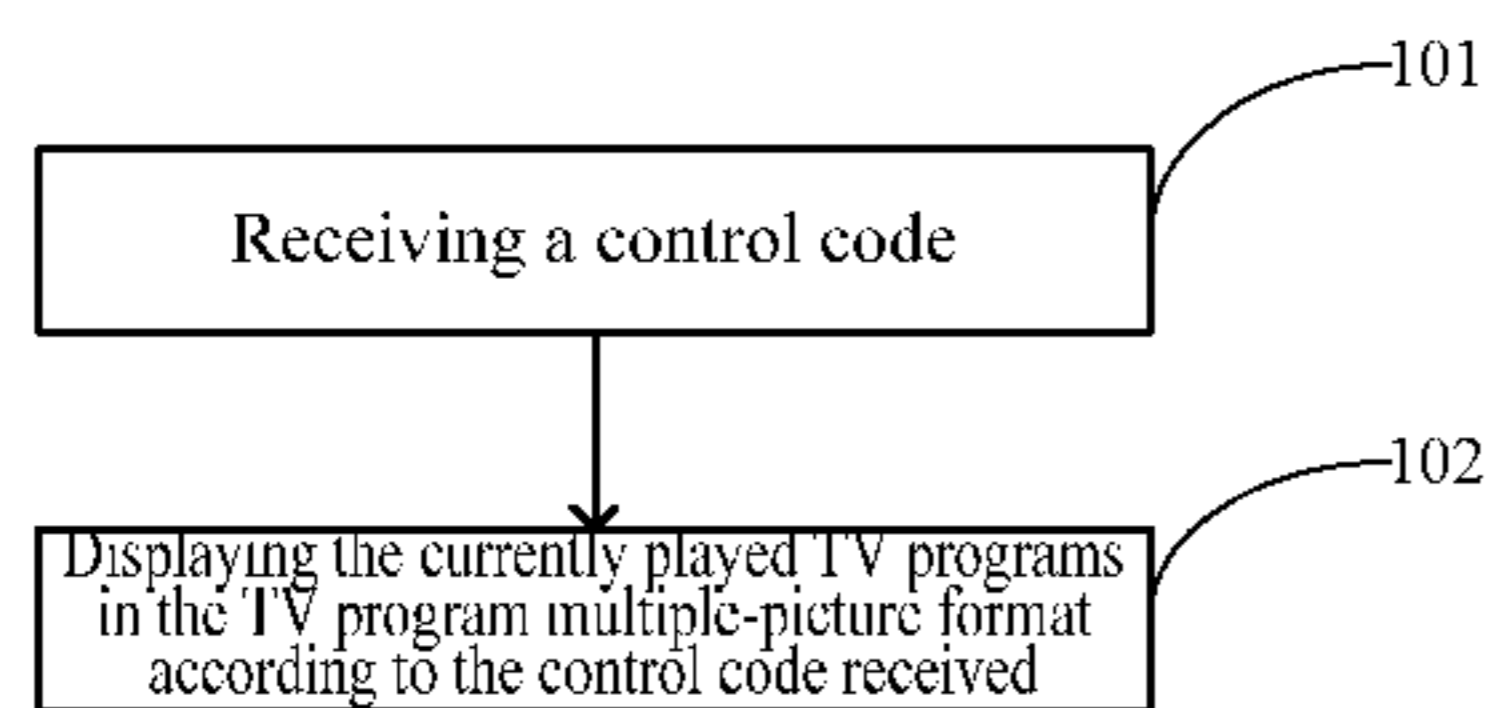 101
Receiving a control code
102
Displaying the currently played TV programs
in the TV program multiple-picture format
according to the control code received